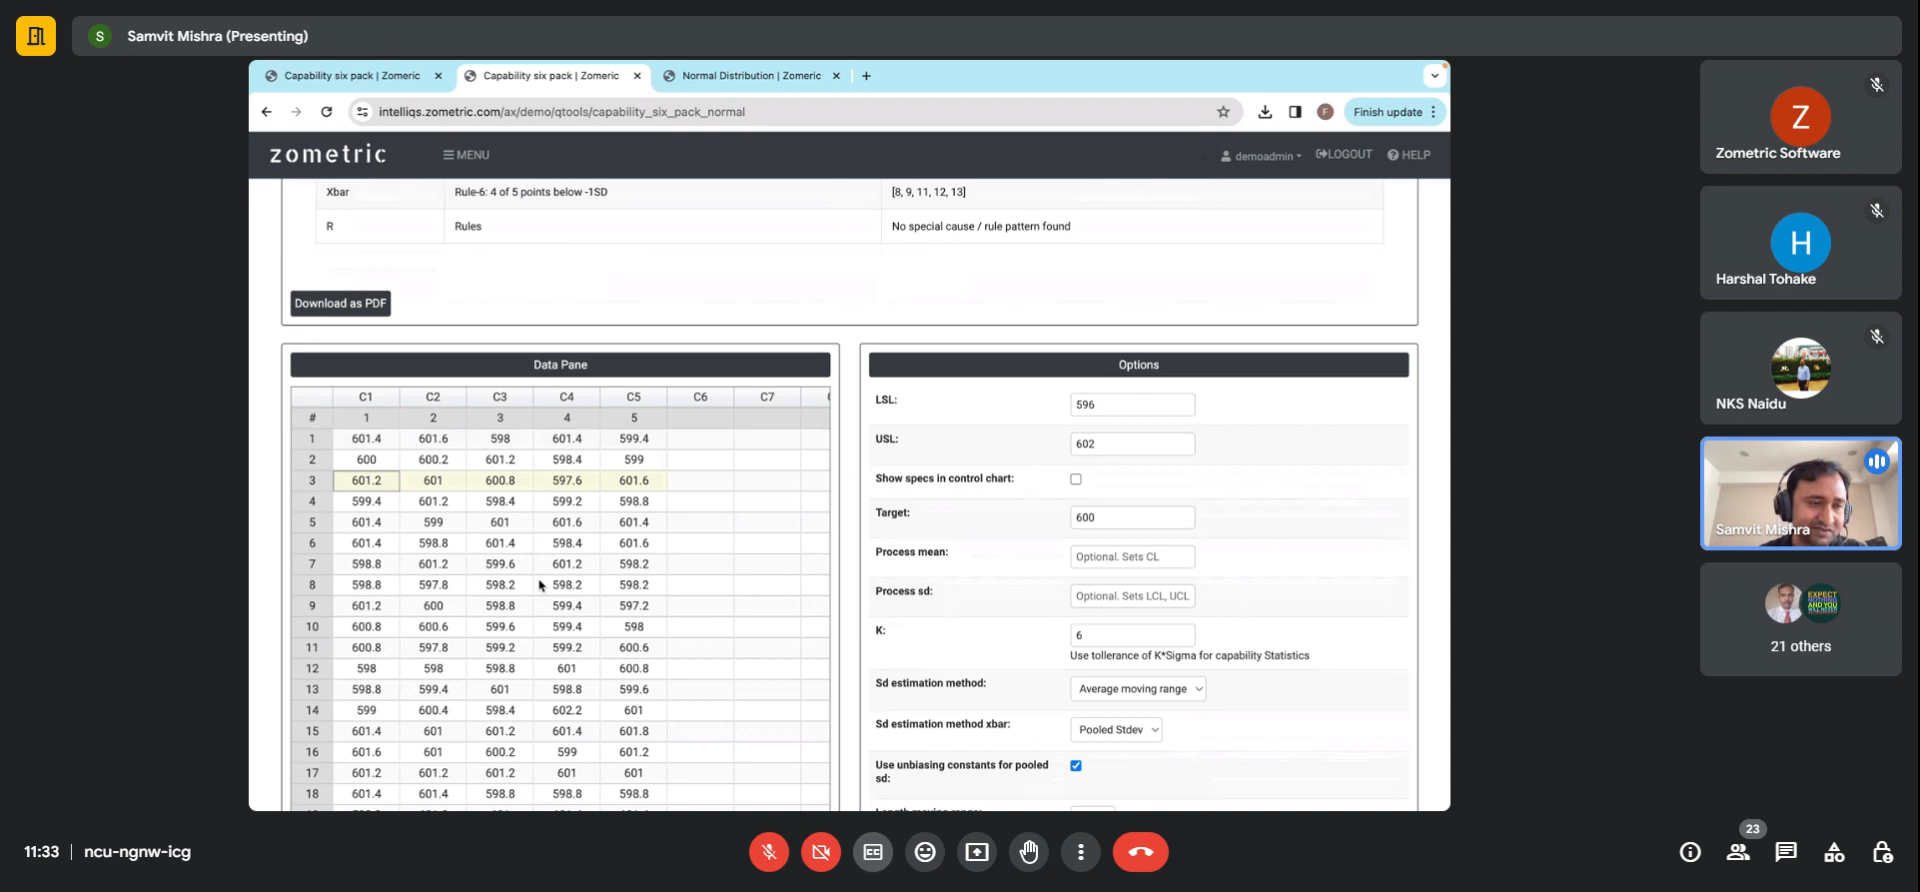 S Samvit Mishra (Presenting)
Capability six pack | Zomeric
Capability six pack | Zomeric
Normal Distribution | Zomeric
intelliqs.zometric.com/ax/demo/qtools/capability_six_pack_normal
F
Finish update
zometric
MENU
demoadmin
LOGOUT
HELP
Xbar Rule-6: 4 of 5 points below -1SD [8, 9, 11, 12, 13]
R Rules No special cause / rule pattern found
Download as PDF
Data Pane
C1 C2 C3 C4 C5 C6 C7
# 1 2 3 4 5
1 601.4 601.6 598 601.4 599.4
2 600 600.2 601.2 598.4 599
3 601.2 601 600.8 597.6 601.6
4 599.4 601.2 598.4 599.2 598.8
5 601.4 599 601 601.6 601.4
6 601.4 598.8 601.4 598.4 601.6
7 598.8 601.2 599.6 601.2 598.2
8 598.8 597.8 598.2 598.2 598.2
9 601.2 600 598.8 599.4 597.2
10 600.8 600.6 599.6 599.4 598
11 600.8 597.8 599.2 599.2 600.6
12 598 598 598.8 601 600.8
13 598.8 599.4 601 598.8 599.6
14 599 600.4 598.4 602.2 601
15 601.4 601 601.2 601.4 601.8
16 601.6 601 600.2 599 601.2
17 601.2 601.2 601.2 601 601
18 601.4 601.4 598.8 598.8 598.8
Options
LSL: 596
USL: 602
Show specs in control chart:
Target: 600
Process mean: Optional. Sets CL
Process sd: Optional. Sets LCL, UCL
K: 6
Use tollerance of K*Sigma for capability Statistics
Sd estimation method: Average moving range
Sd estimation method xbar: Pooled Stdev
Use unbiasing constants for pooled
sd:
Z
Zometric Software
H
Harshal Tohake
NKS Naidu
Samvit Mishra
EXPECT
NOTHING
AND YOU
21 others
11:33 | ncu-ngnw-icg
23